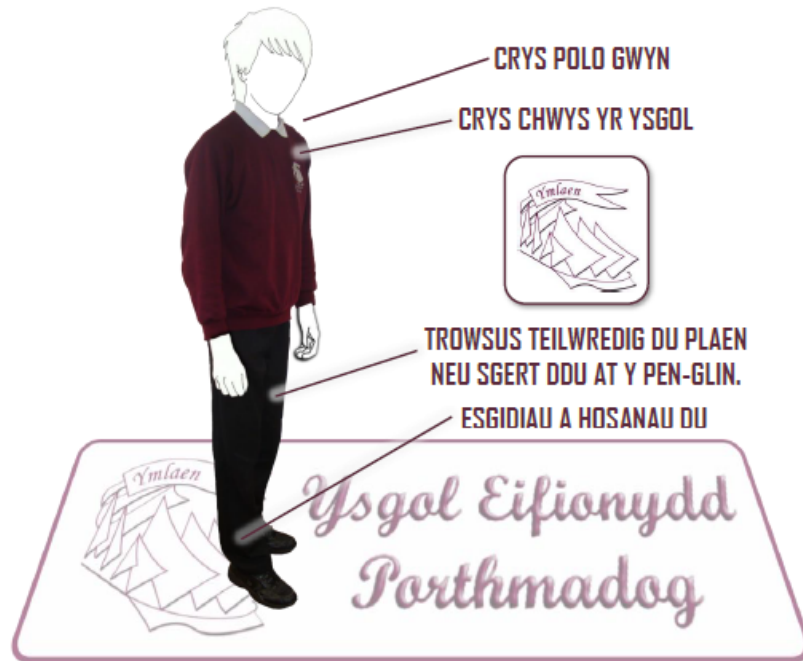 CRYS POLO GWYN
CRYS CHWYS YR YSGOL
Ymlaen
TROWSUS TEILWREDIG DU PLAEN
NEU SGERT DDU AT Y PEN-GLIN.
ESGIDIAU A HOSANAU DU
Ymlaen
Ysgol Eifionydd
Porthmadog